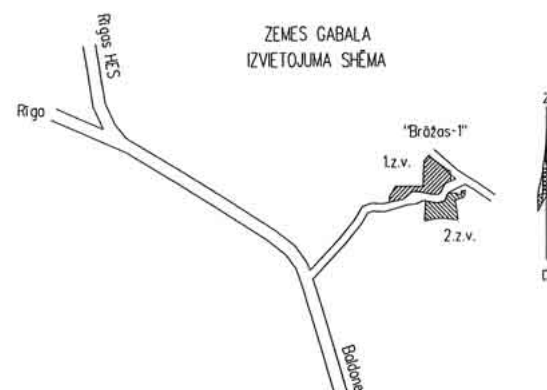 ZEMES GABALA
IZVIETOJUMA SHĒMA
Rīgas HES
Rīga
"Brāžas-1"
1.z.v.
2.z.v.
Baldone
Z
D